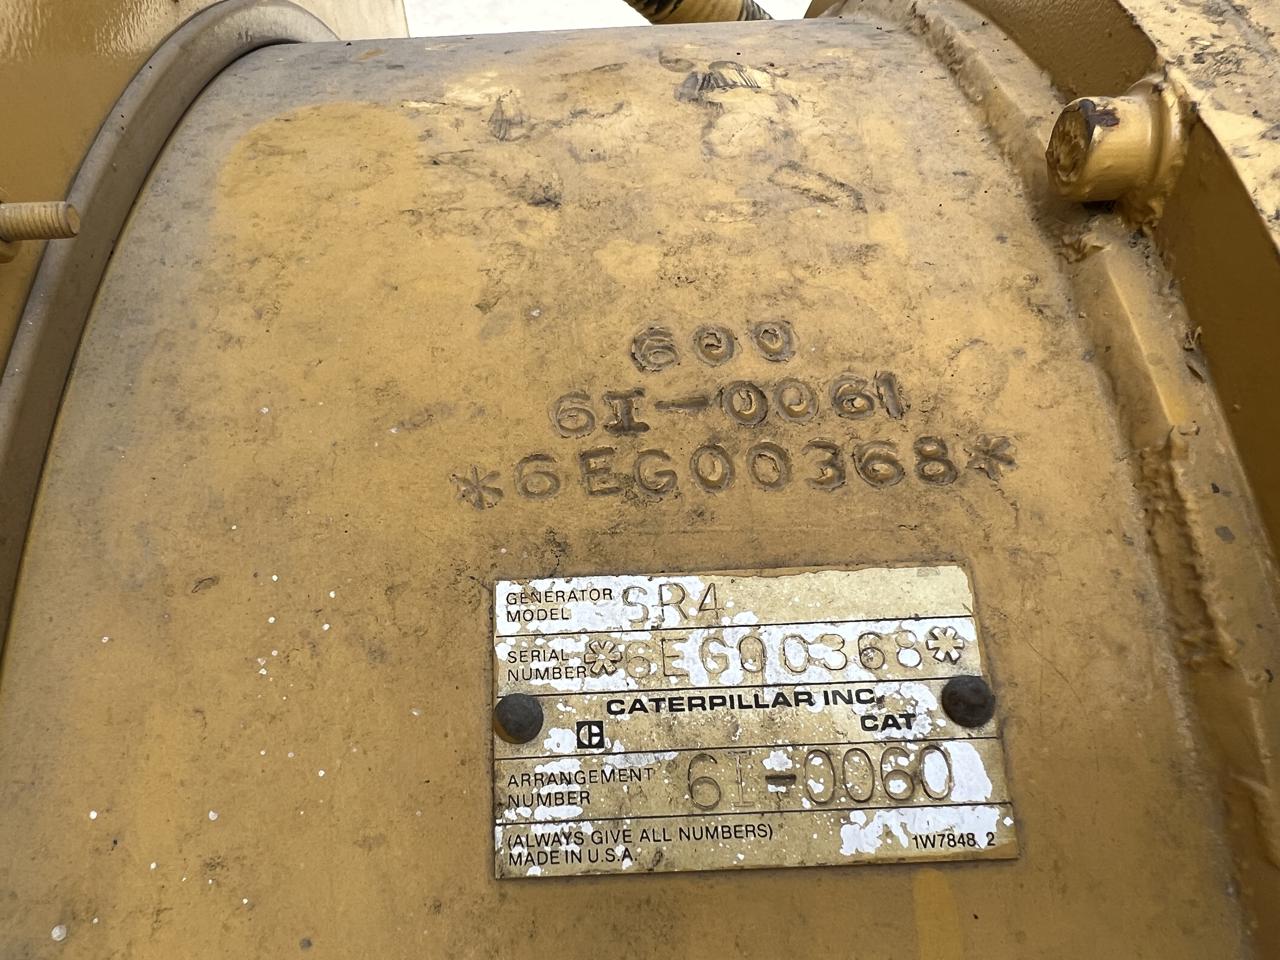 600
6I-0061
*6EG00368*
GENERATOR MODEL SR4
SERIAL NUMBER *6EG00368*
CATERPILLAR INC.
CAT
ARRANGEMENT NUMBER 6I-0060
(ALWAYS GIVE ALL NUMBERS)
MADE IN U.S.A. 1W7848 2